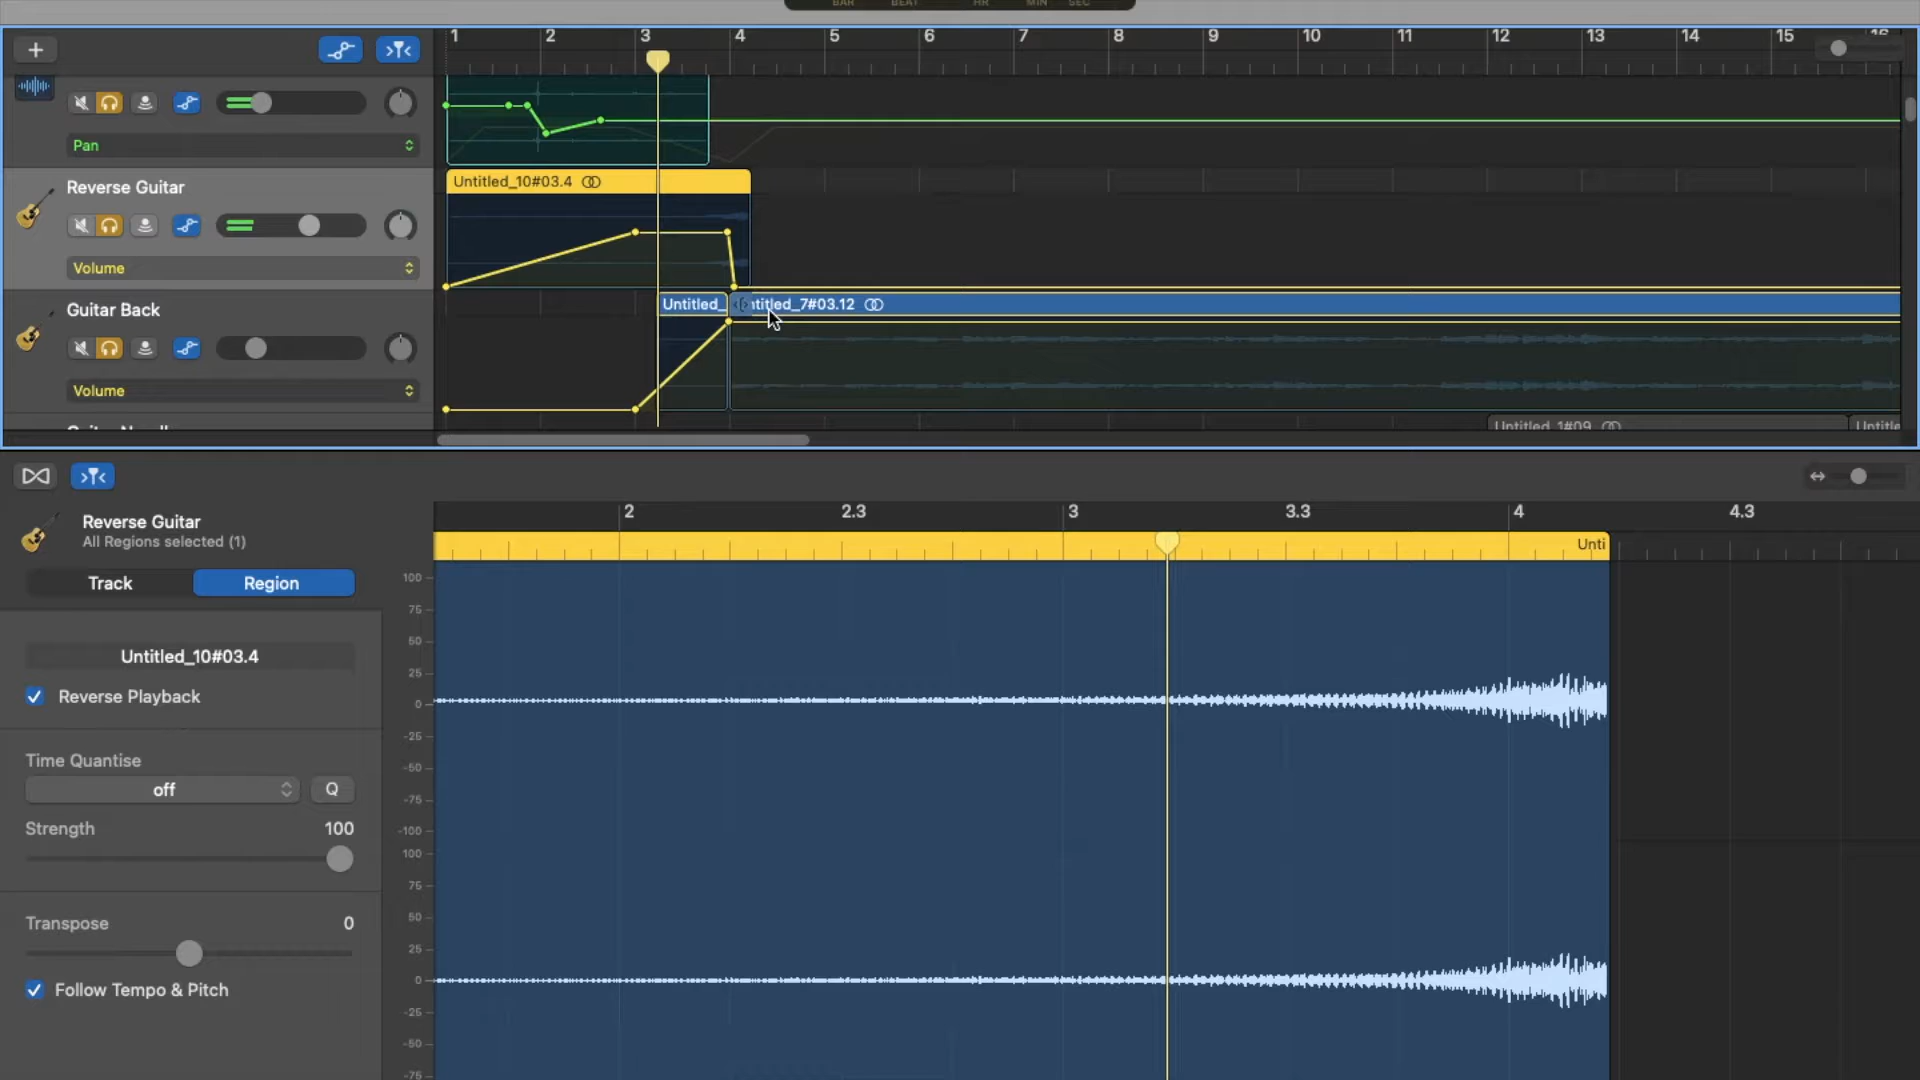 BAR BEAT HR MIN SEC
1 2 3 4 5 6 7 8 9 10 11 12 13 14 15 16
Pan
Reverse Guitar
Untitled_10#03.4
Volume
Guitar Back
Untitled_ ntitled_7#03.12
Volume
Untitled_1#09 Untitle
Reverse Guitar
All Regions selected (1)
2 2.3 3 3.3 4 4.3
Unti
Track Region
Untitled_10#03.4
Reverse Playback
Time Quantise
off Q
Strength 100
Transpose 0
Follow Tempo & Pitch
100
75
50
25
0
-25
-50
-75
-100
100
75
50
25
0
-25
-50
-75